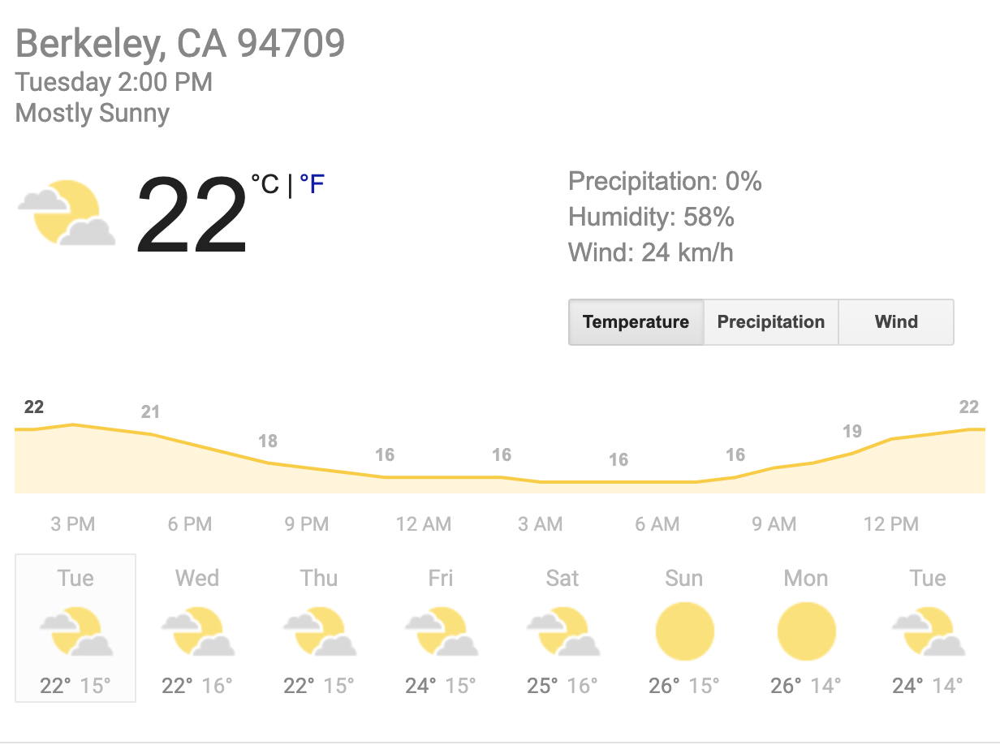 Berkeley, CA 94709
Tuesday 2:00 PM
Mostly Sunny
22 °C | °F
Precipitation: 0%
Humidity: 58%
Wind: 24 km/h
Temperature Precipitation Wind
22 21 18 16 16 16 16 19 22
3 PM 6 PM 9 PM 12 AM 3 AM 6 AM 9 AM 12 PM
Tue Wed Thu Fri Sat Sun Mon Tue
22° 15° 22° 16° 22° 15° 24° 15° 25° 16° 26° 15° 26° 14° 24° 14°